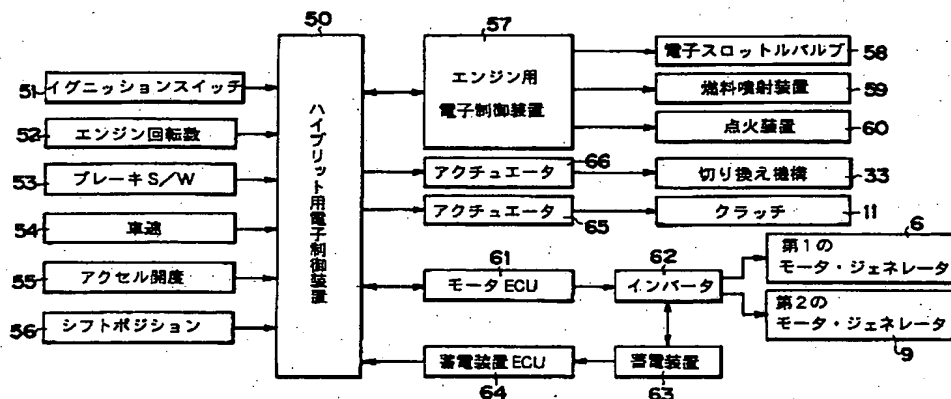 50
ハイブリット用電子制御装置
51
イグニッションスイッチ
52
エンジン回転数
53
ブレーキS/W
54
車速
55
アクセル開度
56
シフトポジション
57
エンジン用
電子制御装置
電子スロットルバルブ
58
燃料噴射装置
59
点火装置
60
アクチュエータ
66
切り換え機構
33
アクチュエータ
65
クラッチ
11
61
モータECU
62
インバータ
6
第1の
モータ・ジェネレータ
第2の
モータ・ジェネレータ
9
蓄電装置ECU
64
蓄電装置
63